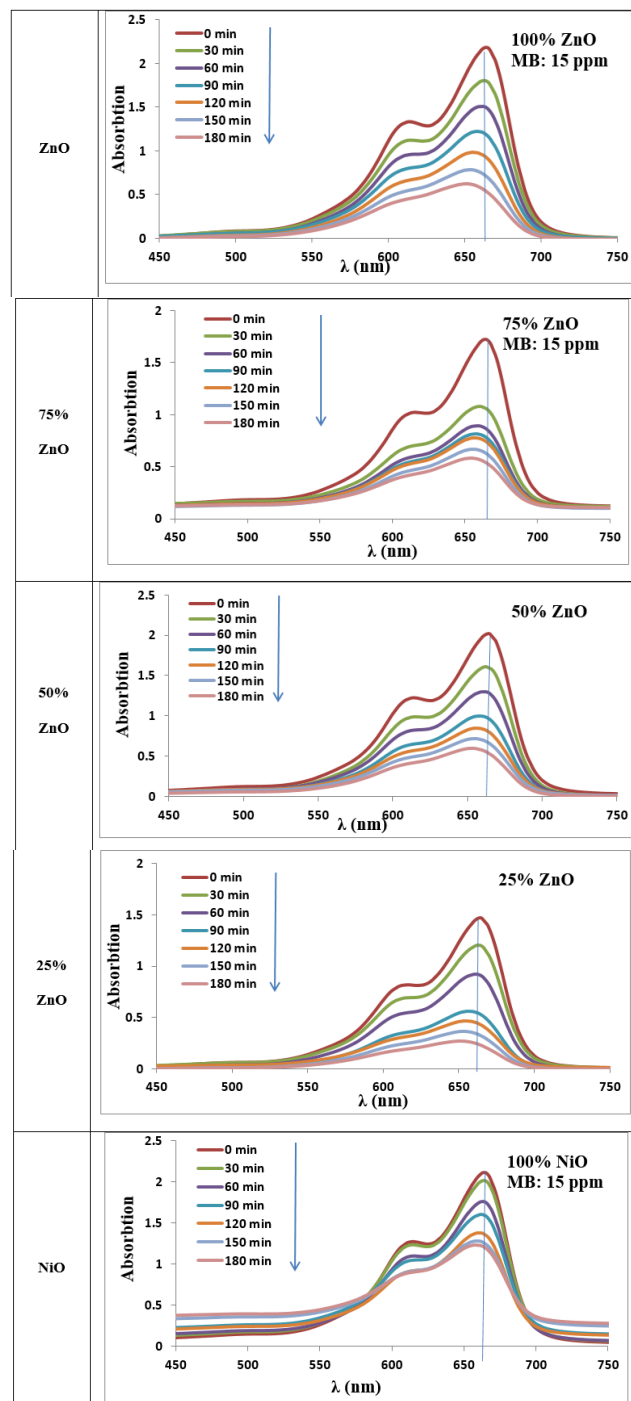 ZnO
2.5
2
1.5
1
0.5
0
Absorbtion
0 min
30 min
60 min
90 min
120 min
150 min
180 min
100% ZnO
MB: 15 ppm
450 500 550 600 650 700 750
λ (nm)
75%
ZnO
2
1.5
1
0.5
0
Absorbtion
0 min
30 min
60 min
90 min
120 min
150 min
180 min
75% ZnO
MB: 15 ppm
450 500 550 600 650 700 750
λ (nm)
50%
ZnO
2.5
2
1.5
1
0.5
0
Absorbtion
0 min
30 min
60 min
90 min
120 min
150 min
180 min
50% ZnO
450 500 550 600 650 700 750
λ (nm)
25%
ZnO
2
1.5
1
0.5
0
Absorbtion
0 min
30 min
60 min
90 min
120 min
150 min
180 min
25% ZnO
450 500 550 600 650 700 750
λ (nm)
NiO
2.5
2
1.5
1
0.5
0
Absorbtion
0 min
30 min
60 min
90 min
120 min
150 min
180 min
100% NiO
MB: 15 ppm
450 500 550 600 650 700 750
λ (nm)